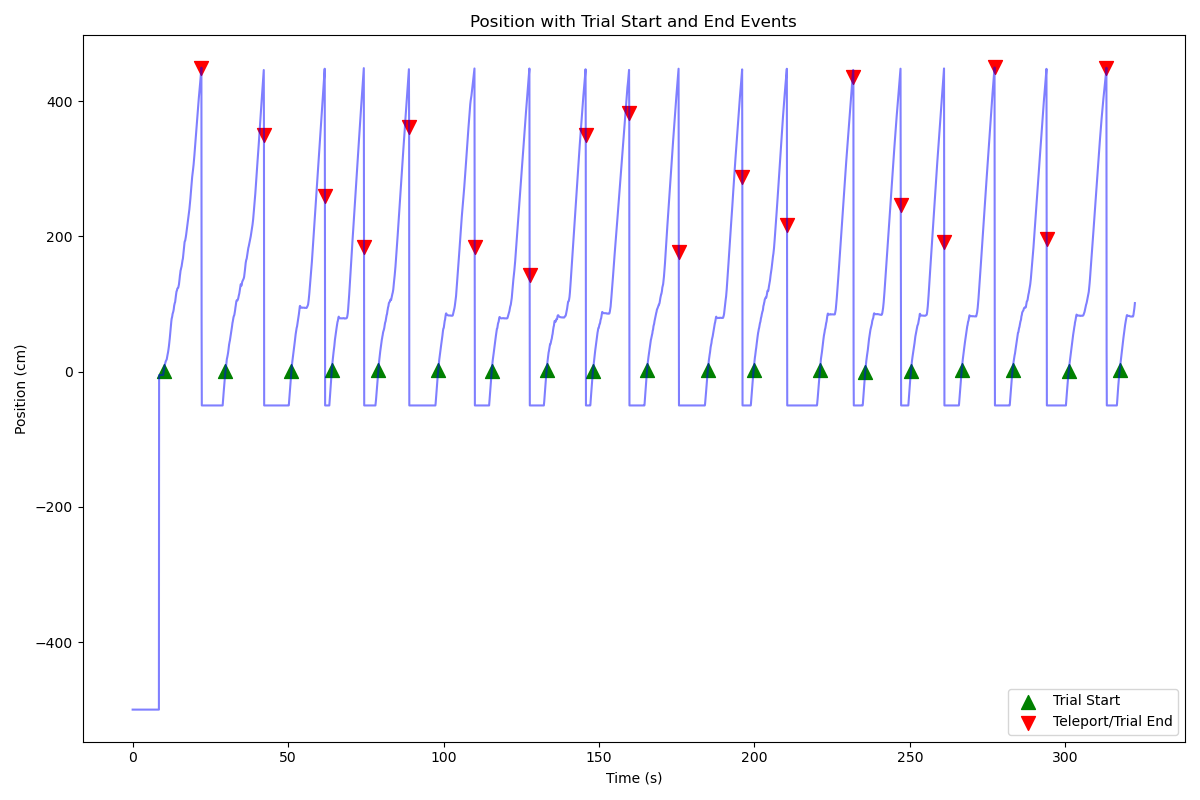 Position with Trial Start and End Events
Position (cm)
400
200
0
−200
−400
0 50 100 150 200 250 300
Time (s)
Trial Start
Teleport/Trial End